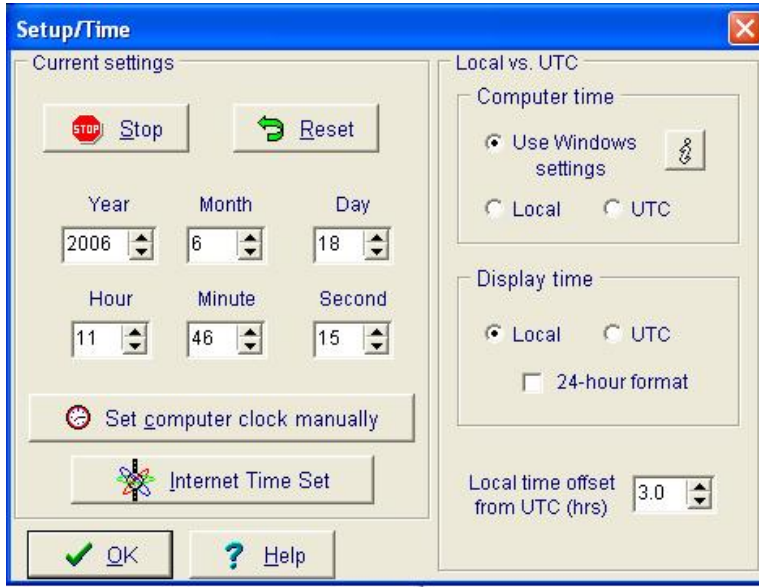 Setup/Time
Current settings
STOP Stop
Reset
Year Month Day
2006 6 18
Hour Minute Second
11 46 15
Set computer clock manually
Internet Time Set
OK
Help
Local vs. UTC
Computer time
Use Windows
settings
i
Local UTC
Display time
Local UTC
24-hour format
Local time offset
from UTC (hrs)
3.0